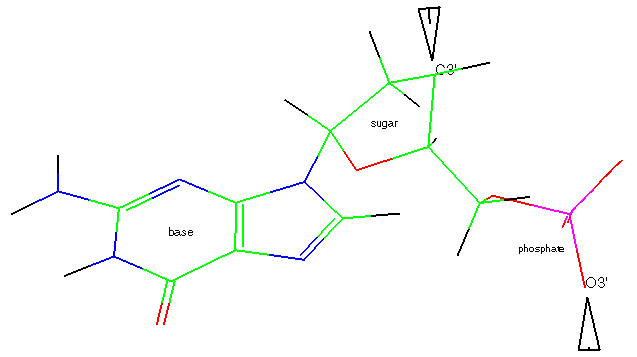 C3'
sugar
base
phosphate
O3'